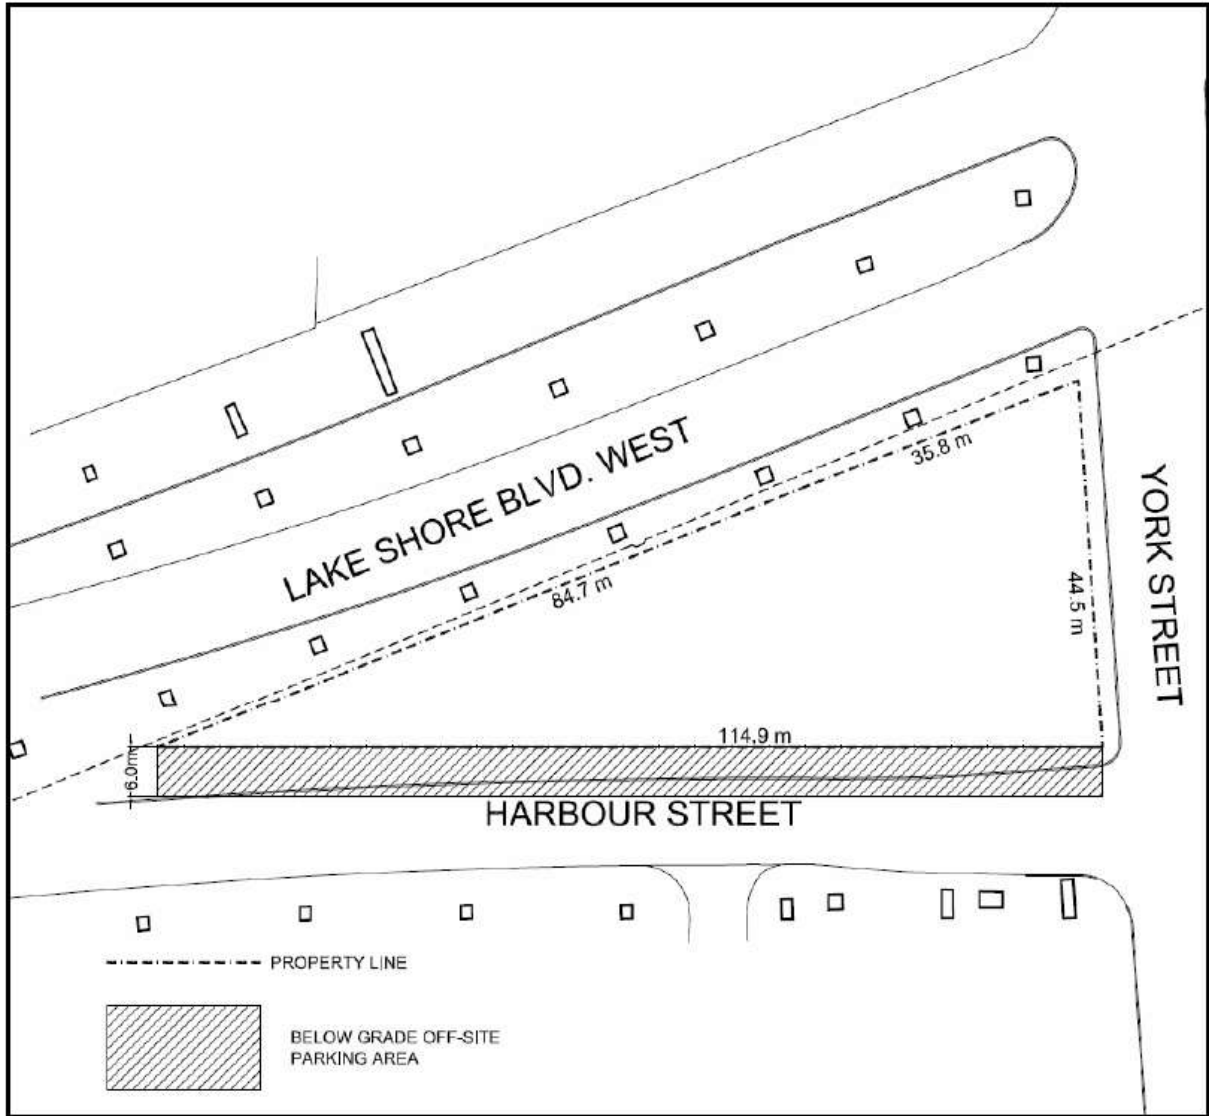 LAKE SHORE BLVD. WEST
35.8 m
84.7 m
YORK STREET
44.5 m
114.9 m
6.0m
HARBOUR STREET
PROPERTY LINE
BELOW GRADE OFF-SITE
PARKING AREA